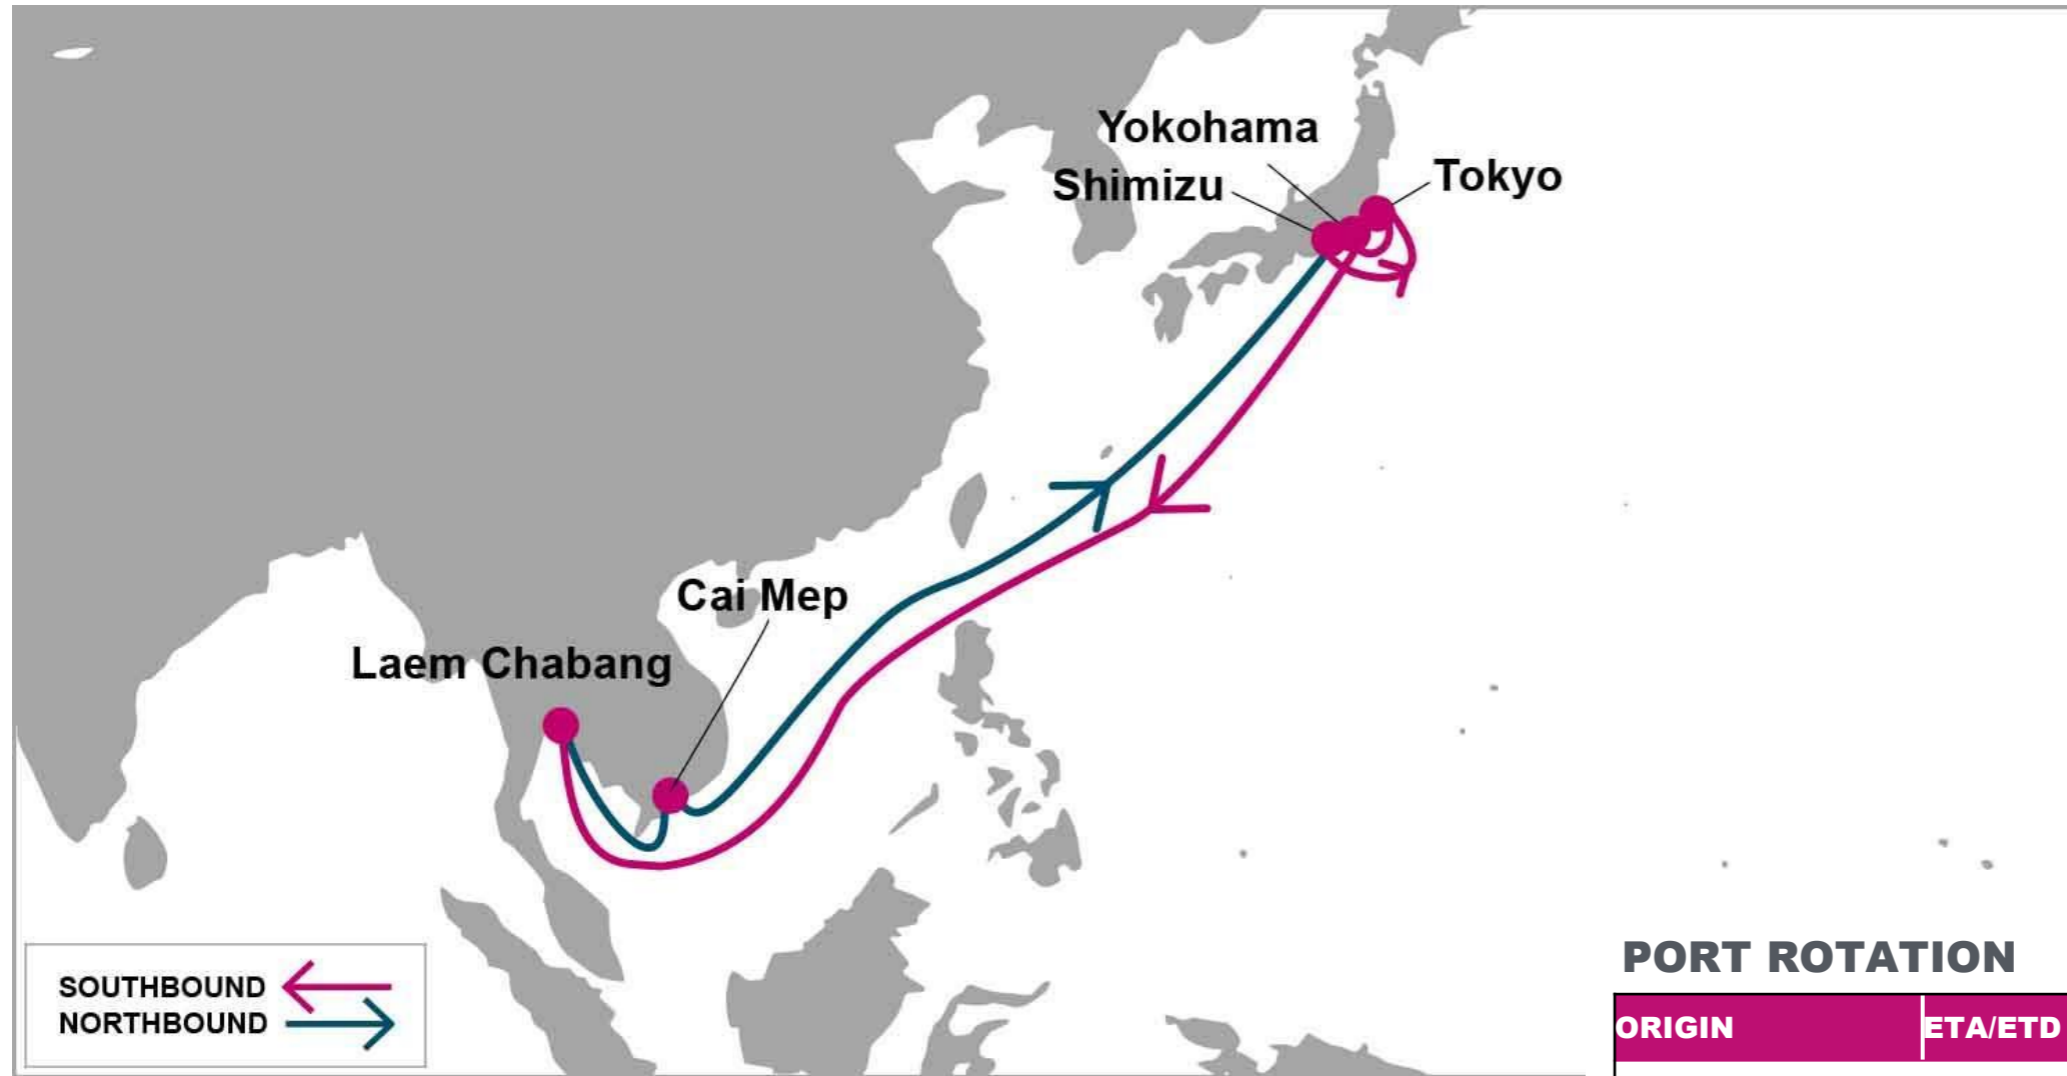 Yokohama
Shimizu
Tokyo
Cai Mep
Laem Chabang
SOUTHBOUND
NORTHBOUND
PORT ROTATION
ORIGIN ETA/ETD